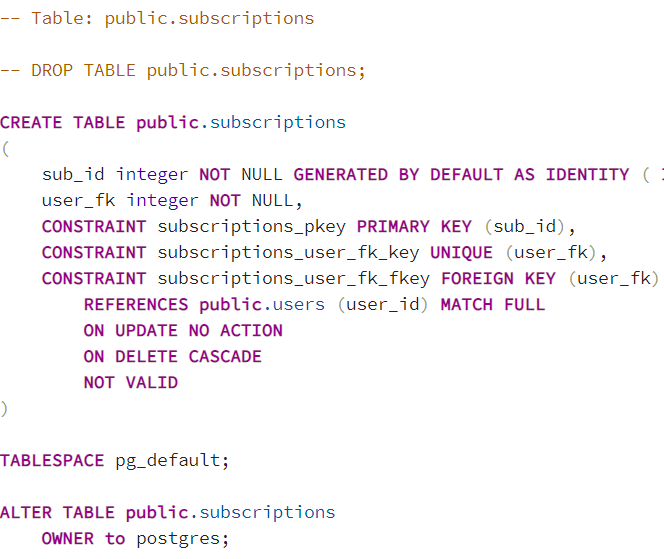 -- Table: public.subscriptions
-- DROP TABLE public.subscriptions;
CREATE TABLE public.subscriptions
(
sub_id integer NOT NULL GENERATED BY DEFAULT AS IDENTITY (
user_fk integer NOT NULL,
CONSTRAINT subscriptions_pkey PRIMARY KEY (sub_id),
CONSTRAINT subscriptions_user_fk_key UNIQUE (user_fk),
CONSTRAINT subscriptions_user_fk_fkey FOREIGN KEY (user_fk)
REFERENCES public.users (user_id) MATCH FULL
ON UPDATE NO ACTION
ON DELETE CASCADE
NOT VALID
)
TABLESPACE pg_default;
ALTER TABLE public.subscriptions
OWNER to postgres;